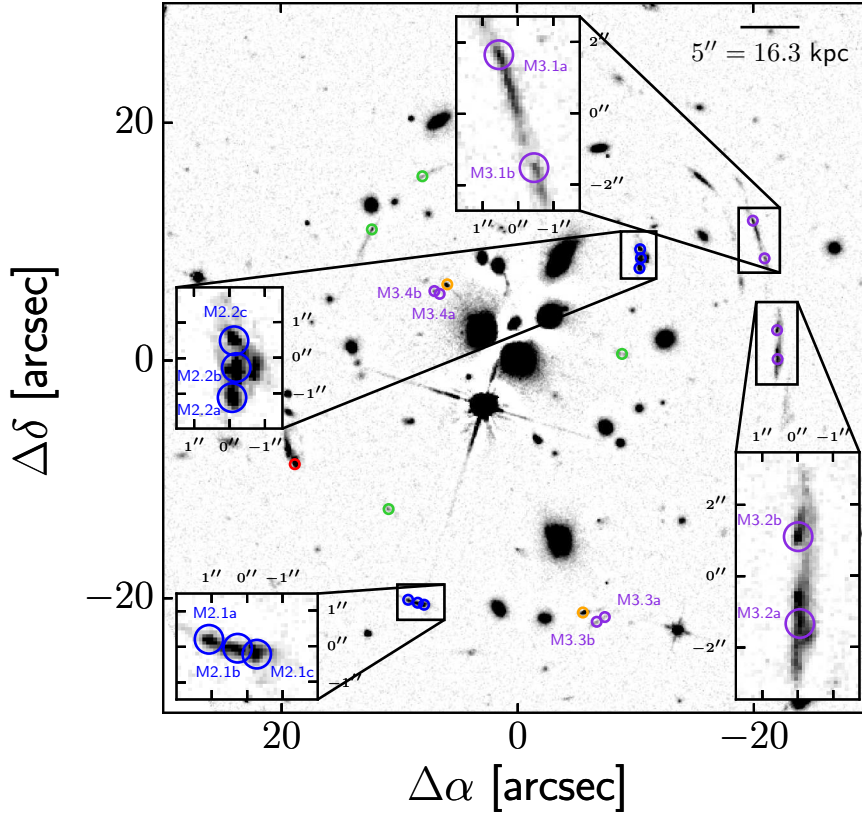 5″ = 16.3 kpc
M3.1a
M3.1b
2″
0″
−2″
1″ 0″ −1″
20
0
−20
M3.4b
M3.4a
M2.2c
M2.2b
M2.2a
1″
0″
−1″
1″ 0″ −1″
M3.2b
M3.2a
1″ 0″ −1″
2″
0″
−2″
M2.1a
M2.1b
M2.1c
1″ 0″ −1″
1″
0″
−1″
M3.3a
M3.3b
20 0 −20
Δα [arcsec]
Δδ [arcsec]